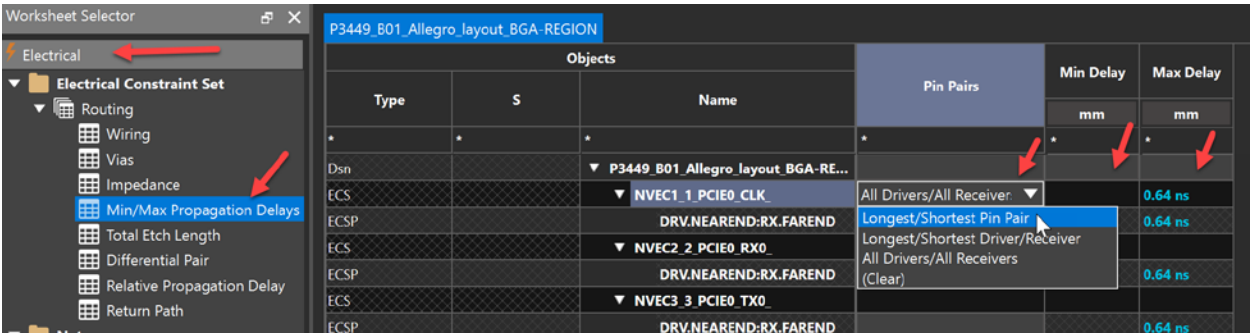 Worksheet Selector
Electrical
Electrical Constraint Set
Routing
Wiring
Vias
Impedance
Min/Max Propagation Delays
Total Etch Length
Differential Pair
Relative Propagation Delay
Return Path
P3449_B01_Allegro_layout_BGA-REGION
Objects
Type S Name Pin Pairs Min Delay Max Delay
mm mm
* * * * * *
Dsn P3449_B01_Allegro_layout_BGA-RE...
ECS NVEC1_1_PCIE0_CLK_ All Drivers/All Receiver 0.64 ns
ECSP DRV.NEAREND:RX.FAREND 0.64 ns
Longest/Shortest Pin Pair
Longest/Shortest Driver/Receiver
All Drivers/All Receivers
(Clear)
ECS NVEC2_2_PCIE0_RX0_
ECSP DRV.NEAREND:RX.FAREND 0.64 ns
ECS NVEC3_3_PCIE0_TX0_
ECSP DRV.NEAREND:RX.FAREND 0.64 ns